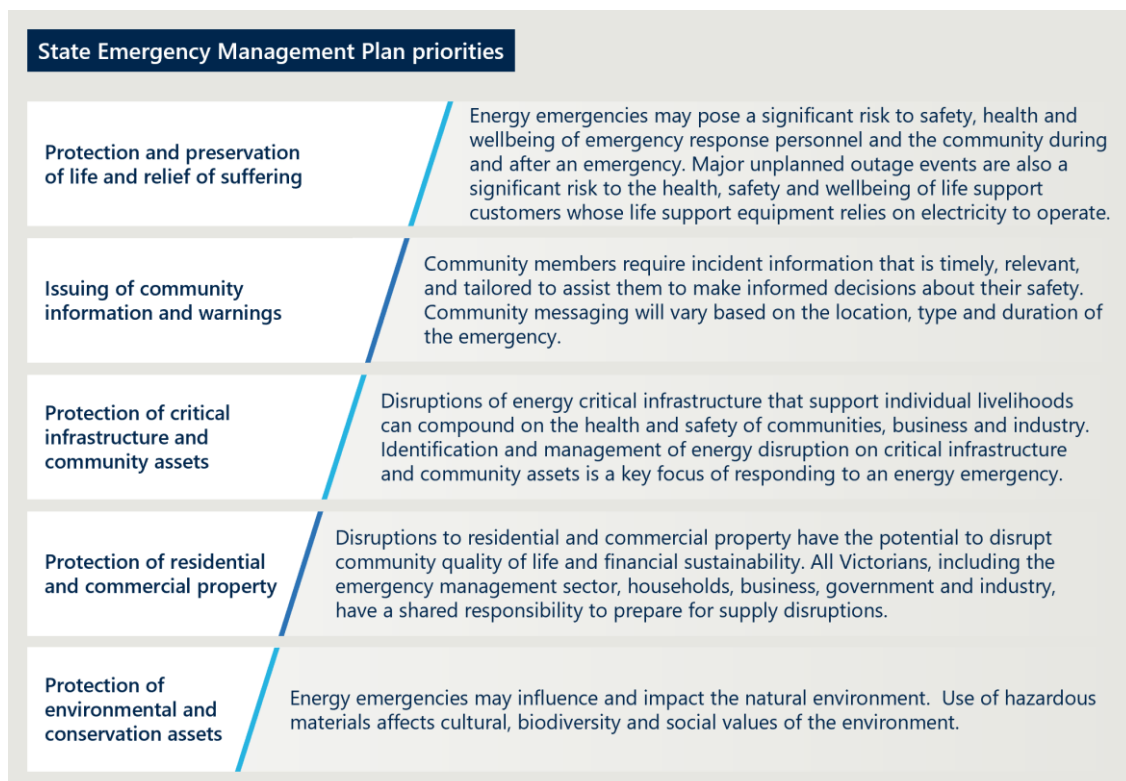 State Emergency Management Plan priorities
Protection and preservation
of life and relief of suffering
Energy emergencies may pose a significant risk to safety, health and
wellbeing of emergency response personnel and the community during
and after an emergency. Major unplanned outage events are also a
significant risk to the health, safety and wellbeing of life support
customers whose life support equipment relies on electricity to operate.
Issuing of community
information and warnings
Community members require incident information that is timely, relevant,
and tailored to assist them to make informed decisions about their safety.
Community messaging will vary based on the location, type and duration of
the emergency.
Protection of critical
infrastructure and
community assets
Disruptions of energy critical infrastructure that support individual livelihoods
can compound on the health and safety of communities, business and industry.
Identification and management of energy disruption on critical infrastructure
and community assets is a key focus of responding to an energy emergency.
Protection of residential
and commercial property
Disruptions to residential and commercial property have the potential to disrupt
community quality of life and financial sustainability. All Victorians, including the
emergency management sector, households, business, government and industry,
have a shared responsibility to prepare for supply disruptions.
Protection of
environmental and
conservation assets
Energy emergencies may influence and impact the natural environment.  Use of hazardous
materials affects cultural, biodiversity and social values of the environment.